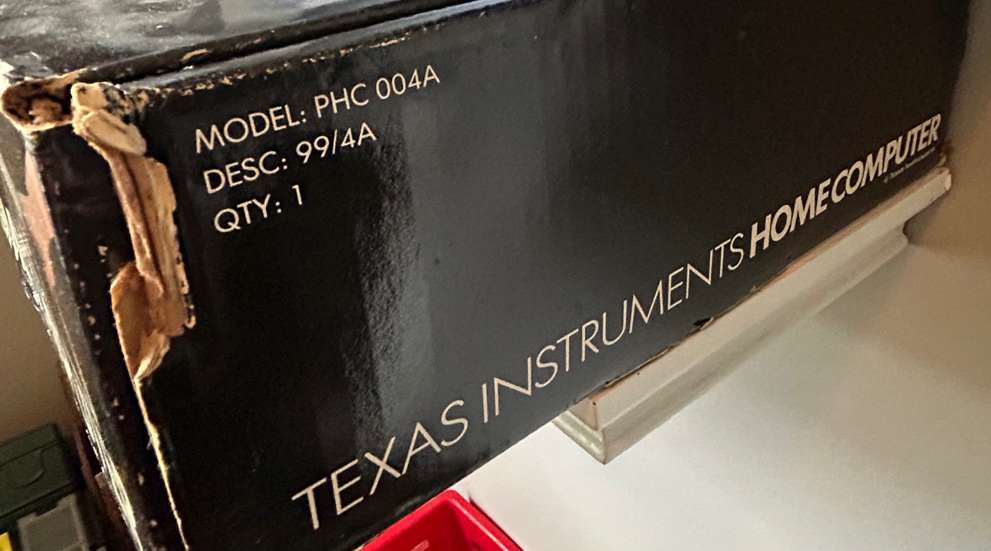 MODEL: PHC 004A
DESC: 99/4A
QTY: 1
TEXAS INSTRUMENTS HOME COMPUTER